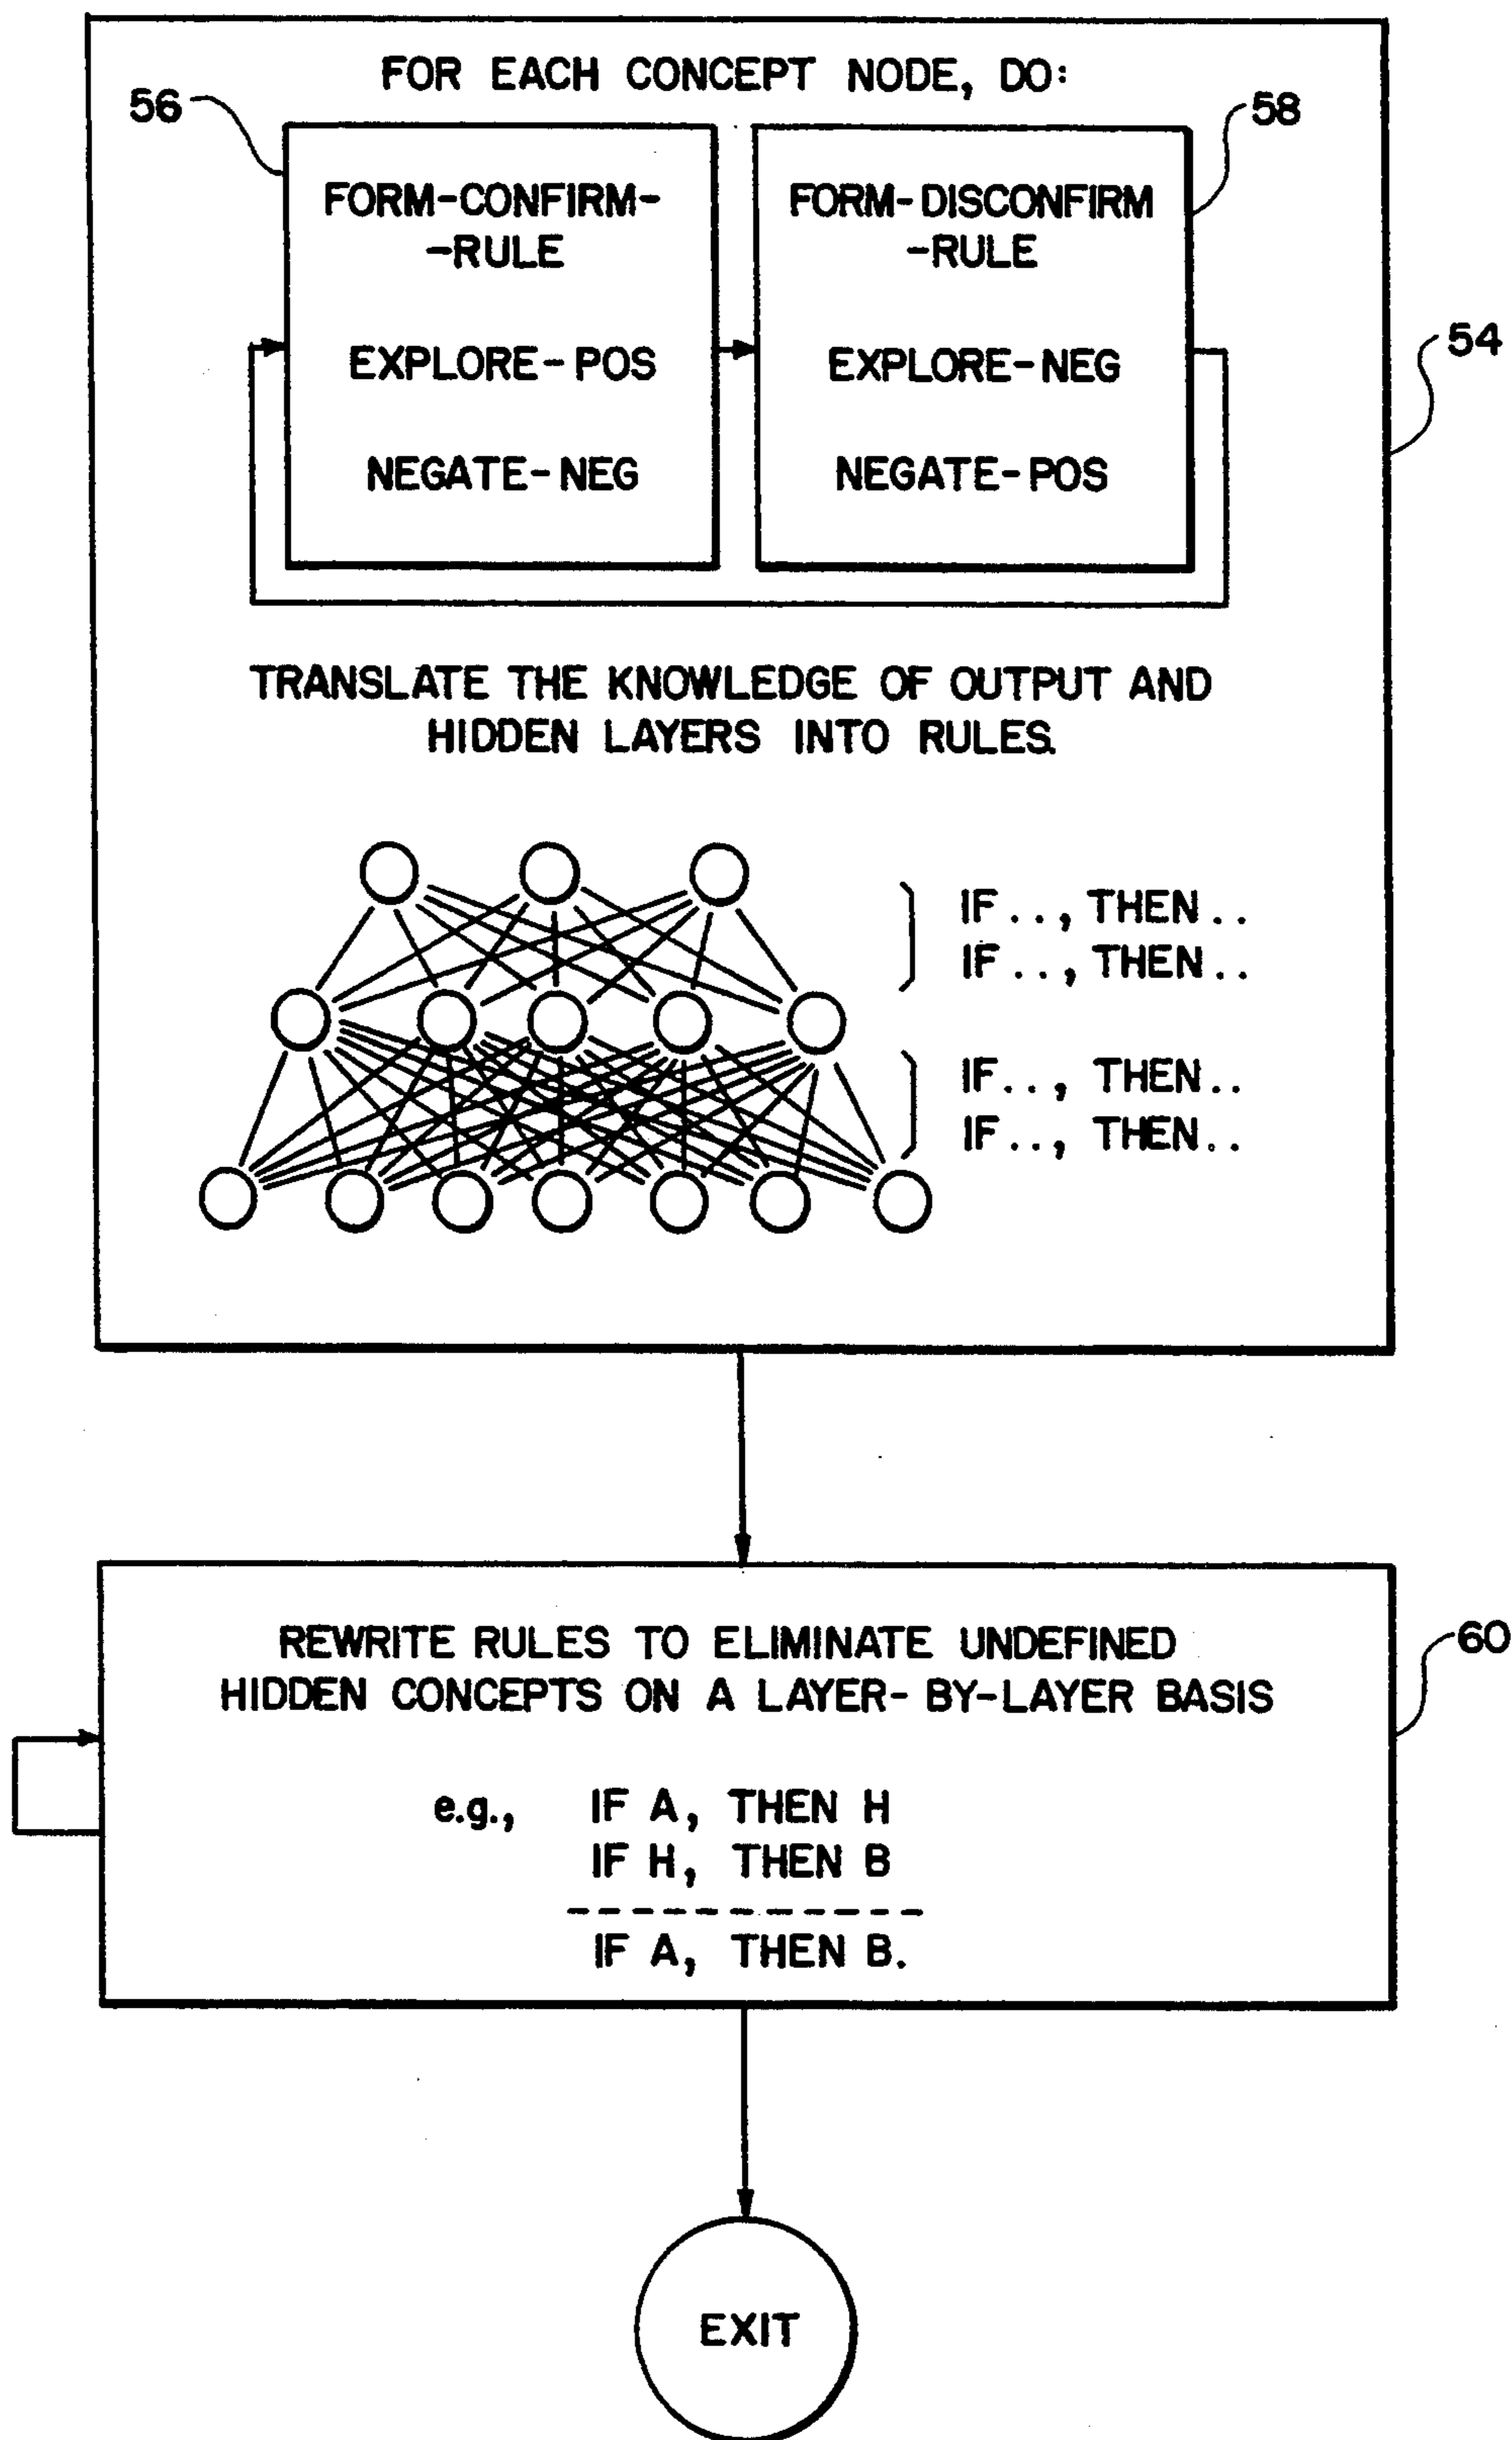 FOR EACH CONCEPT NODE, DO:
56
58
FORM-CONFIRM-
-RULE
EXPLORE-POS
NEGATE-NEG
FORM-DISCONFIRM
-RULE
EXPLORE-NEG
NEGATE-POS
54
TRANSLATE THE KNOWLEDGE OF OUTPUT AND
HIDDEN LAYERS INTO RULES.
IF .., THEN ..
IF .., THEN ..
IF .., THEN ..
IF .., THEN ..
REWRITE RULES TO ELIMINATE UNDEFINED
HIDDEN CONCEPTS ON A LAYER-BY-LAYER BASIS
60
e.g., IF A, THEN H
IF H, THEN B
------------
IF A, THEN B.
EXIT